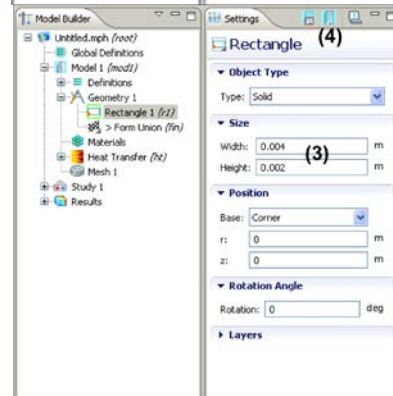 Model Builder
Untitled.mph (root)
Global Definitions
Model 1 (mod1)
Definitions
Geometry 1
Rectangle 1 (r1)
> Form Union (fin)
Materials
Heat Transfer (ht)
Mesh 1
Study 1
Results
Settings
Rectangle (4)
Object Type
Type: Solid
Size
Width: 0.004 m
(3)
Height: 0.002 m
Position
Base: Corner
r: 0 m
z: 0 m
Rotation Angle
Rotation: 0 deg
Layers